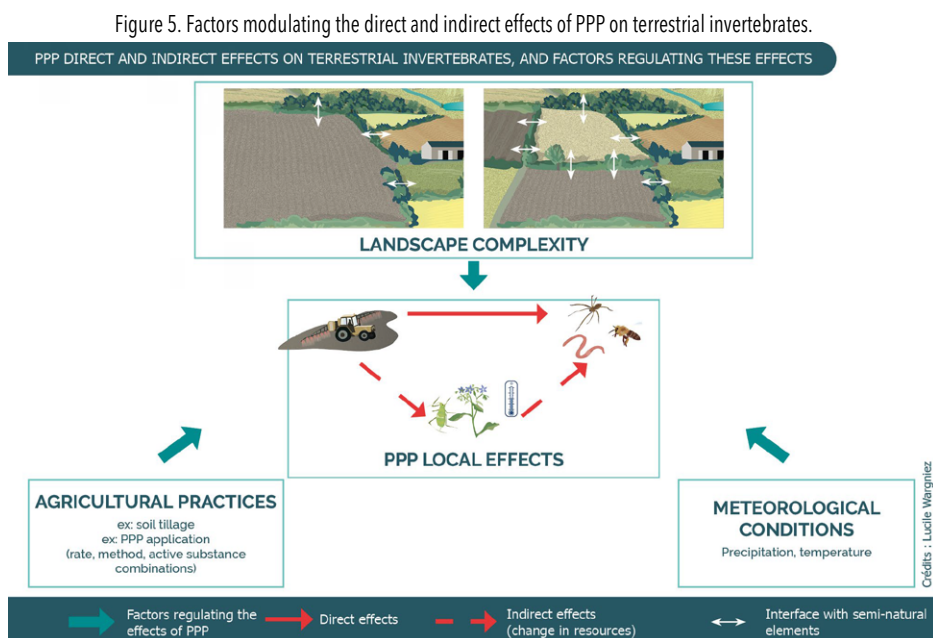 Figure 5. Factors modulating the direct and indirect effects of PPP on terrestrial invertebrates.
PPP DIRECT AND INDIRECT EFFECTS ON TERRESTRIAL INVERTEBRATES, AND FACTORS REGULATING THESE EFFECTS
LANDSCAPE COMPLEXITY
PPP LOCAL EFFECTS
AGRICULTURAL PRACTICES
ex: soil tillage
ex: PPP application
(rate, method, active substance
combinations)
METEOROLOGICAL
CONDITIONS
Precipitation, temperature
Crédits : Lucile Wargniez
Factors regulating the
effects of PPP
Direct effects
Indirect effects
(change in resources)
Interface with semi-natural
elements